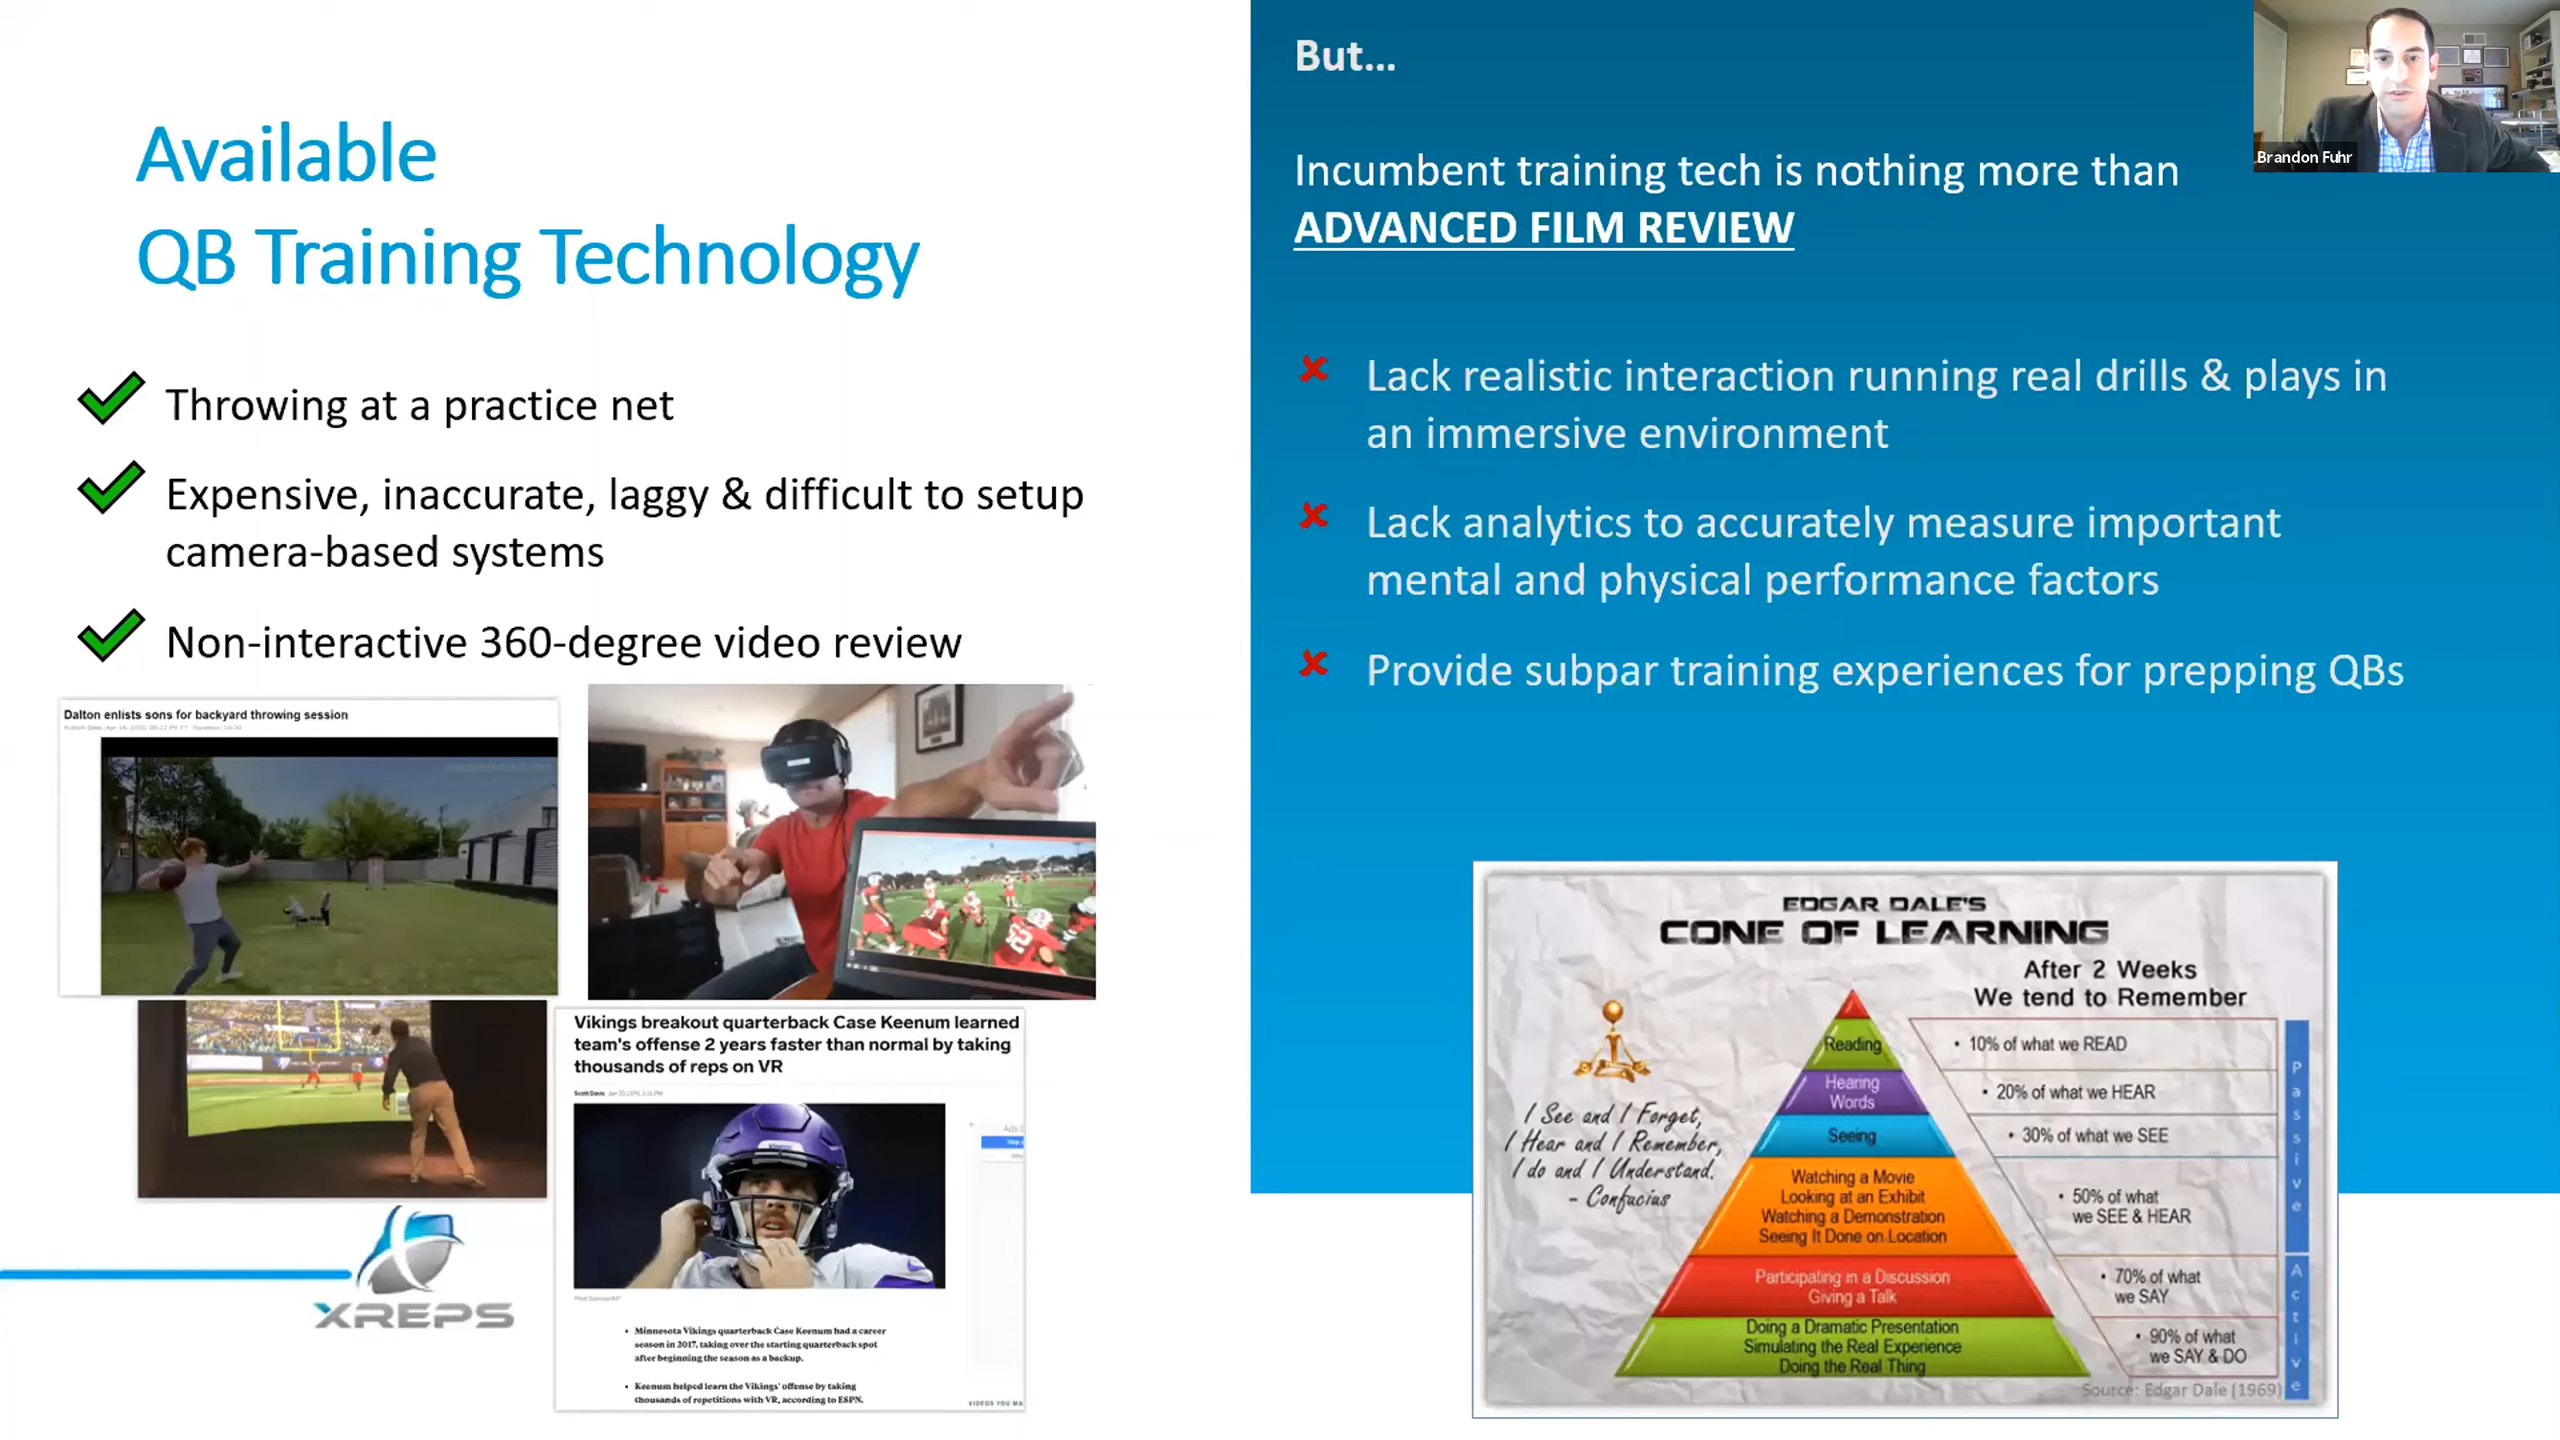 Available
QB Training Technology
Throwing at a practice net
Expensive, inaccurate, laggy & difficult to setup
camera-based systems
Non-interactive 360-degree video review
Dalton enlists sons for backyard throwing session
52
Vikings breakout quarterback Case Keenum learned
team's offense 2 years faster than normal by taking
thousands of reps on VR
Scott Davis
• Minnesota Vikings quarterback Case Keenum had a career
season in 2017, taking over the starting quarterback spot
after beginning the season as a backup.
• Keenum helped learn the Vikings' offense by taking
thousands of repetitions with VR, according to ESPN.
VIDEOS YOU MA
XREPS
But...
Incumbent training tech is nothing more than
ADVANCED FILM REVIEW
Lack realistic interaction running real drills & plays in
an immersive environment
Lack analytics to accurately measure important
mental and physical performance factors
Provide subpar training experiences for prepping QBs
Brandon Fuhr
EDGAR DALE'S
CONE OF LEARNING
After 2 Weeks
We tend to Remember
I See and I Forget,
I Hear and I Remember,
I do and I Understand.
- Confucius
Reading
Hearing
Words
Seeing
Watching a Movie
Looking at an Exhibit
Watching a Demonstration
Seeing It Done on Location
Participating in a Discussion
Giving a Talk
Doing a Dramatic Presentation
Simulating the Real Experience
Doing the Real Thing
• 10% of what we READ
• 20% of what we HEAR
• 30% of what we SEE
• 50% of what
we SEE & HEAR
• 70% of what
we SAY
• 90% of what
we SAY & DO
Passive
Active
Source: Edgar Dale (1969)